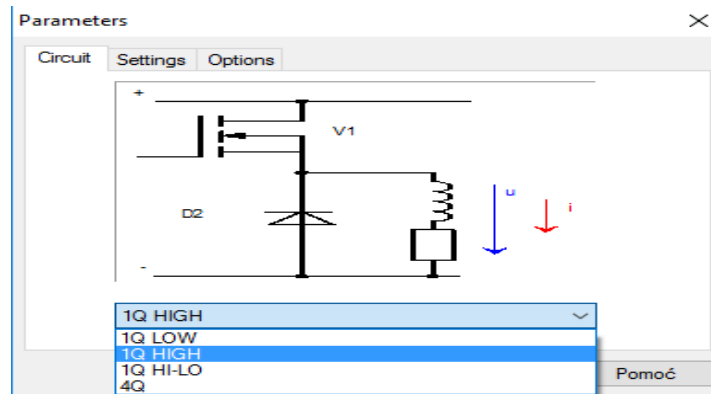 Parameters
Circuit Settings Options
+
V1
D2
u
i
-
1Q HIGH
1Q LOW
1Q HIGH
1Q HI-LO
4Q
Pomoć